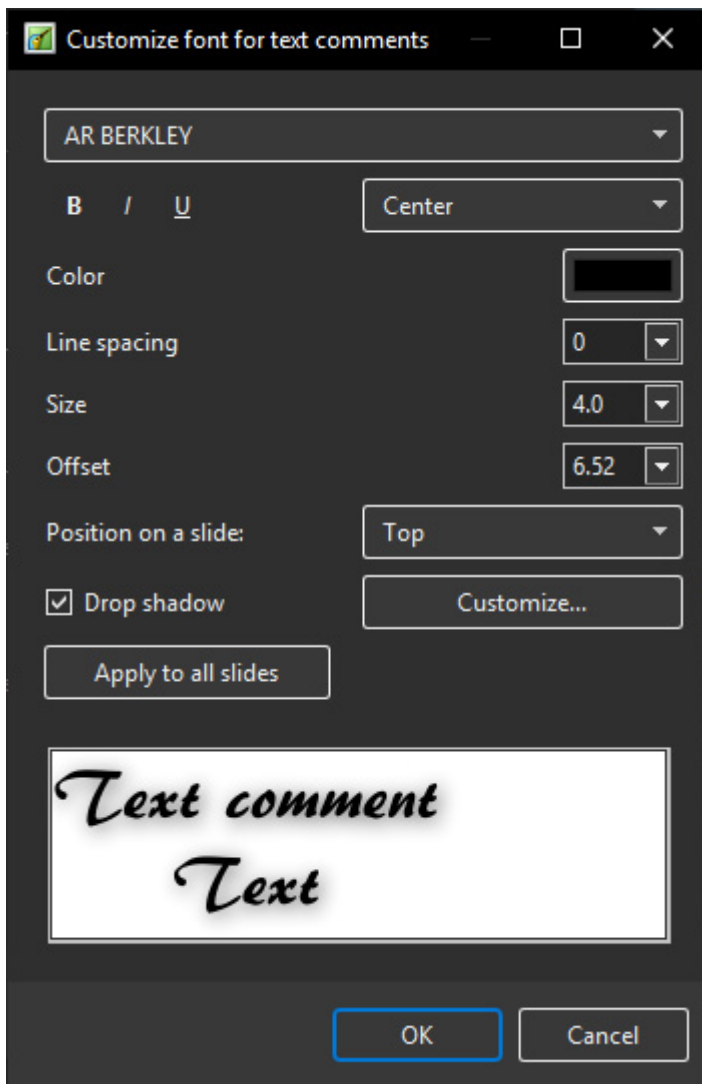 Customize font for text comments
AR BERKLEY
B I U Center
Color
Line spacing 0
Size 4.0
Offset 6.52
Position on a slide: Top
Drop shadow Customize...
Apply to all slides
Text comment
Text
OK Cancel